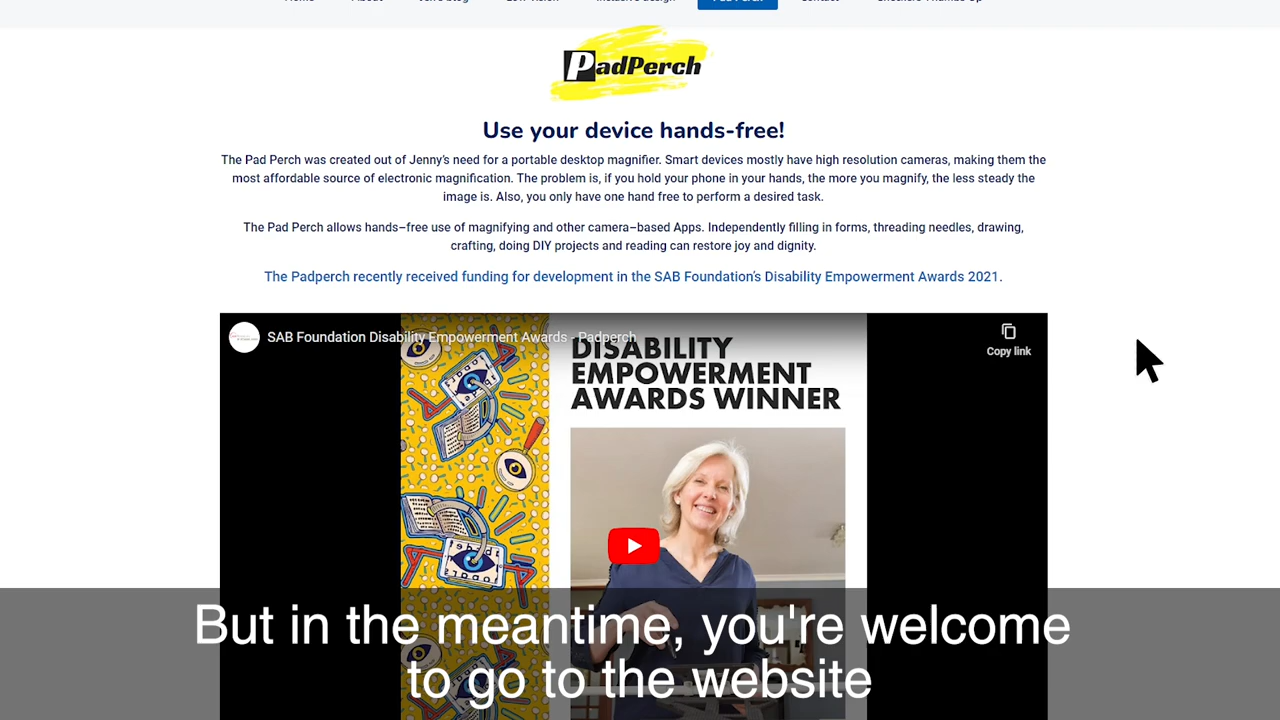 PadPerch
Use your device hands-free!
The Pad Perch was created out of Jenny's need for a portable desktop magnifier. Smart devices mostly have high resolution cameras, making them the
most affordable source of electronic magnification. The problem is, if you hold your phone in your hands, the more you magnify, the less steady the
image is. Also, you only have one hand free to perform a desired task.
The Pad Perch allows hands-free use of magnifying and other camera-based Apps. Independently filling in forms, threading needles, drawing,
crafting, doing DIY projects and reading can restore joy and dignity.
The Padperch recently received funding for development in the SAB Foundation's Disability Empowerment Awards 2021.
SAB Foundation Disability Empowerment Awards - Padperch
Copy link
DISABILITY
EMPOWERMENT
AWARDS WINNER
But in the meantime, you're welcome
to go to the website